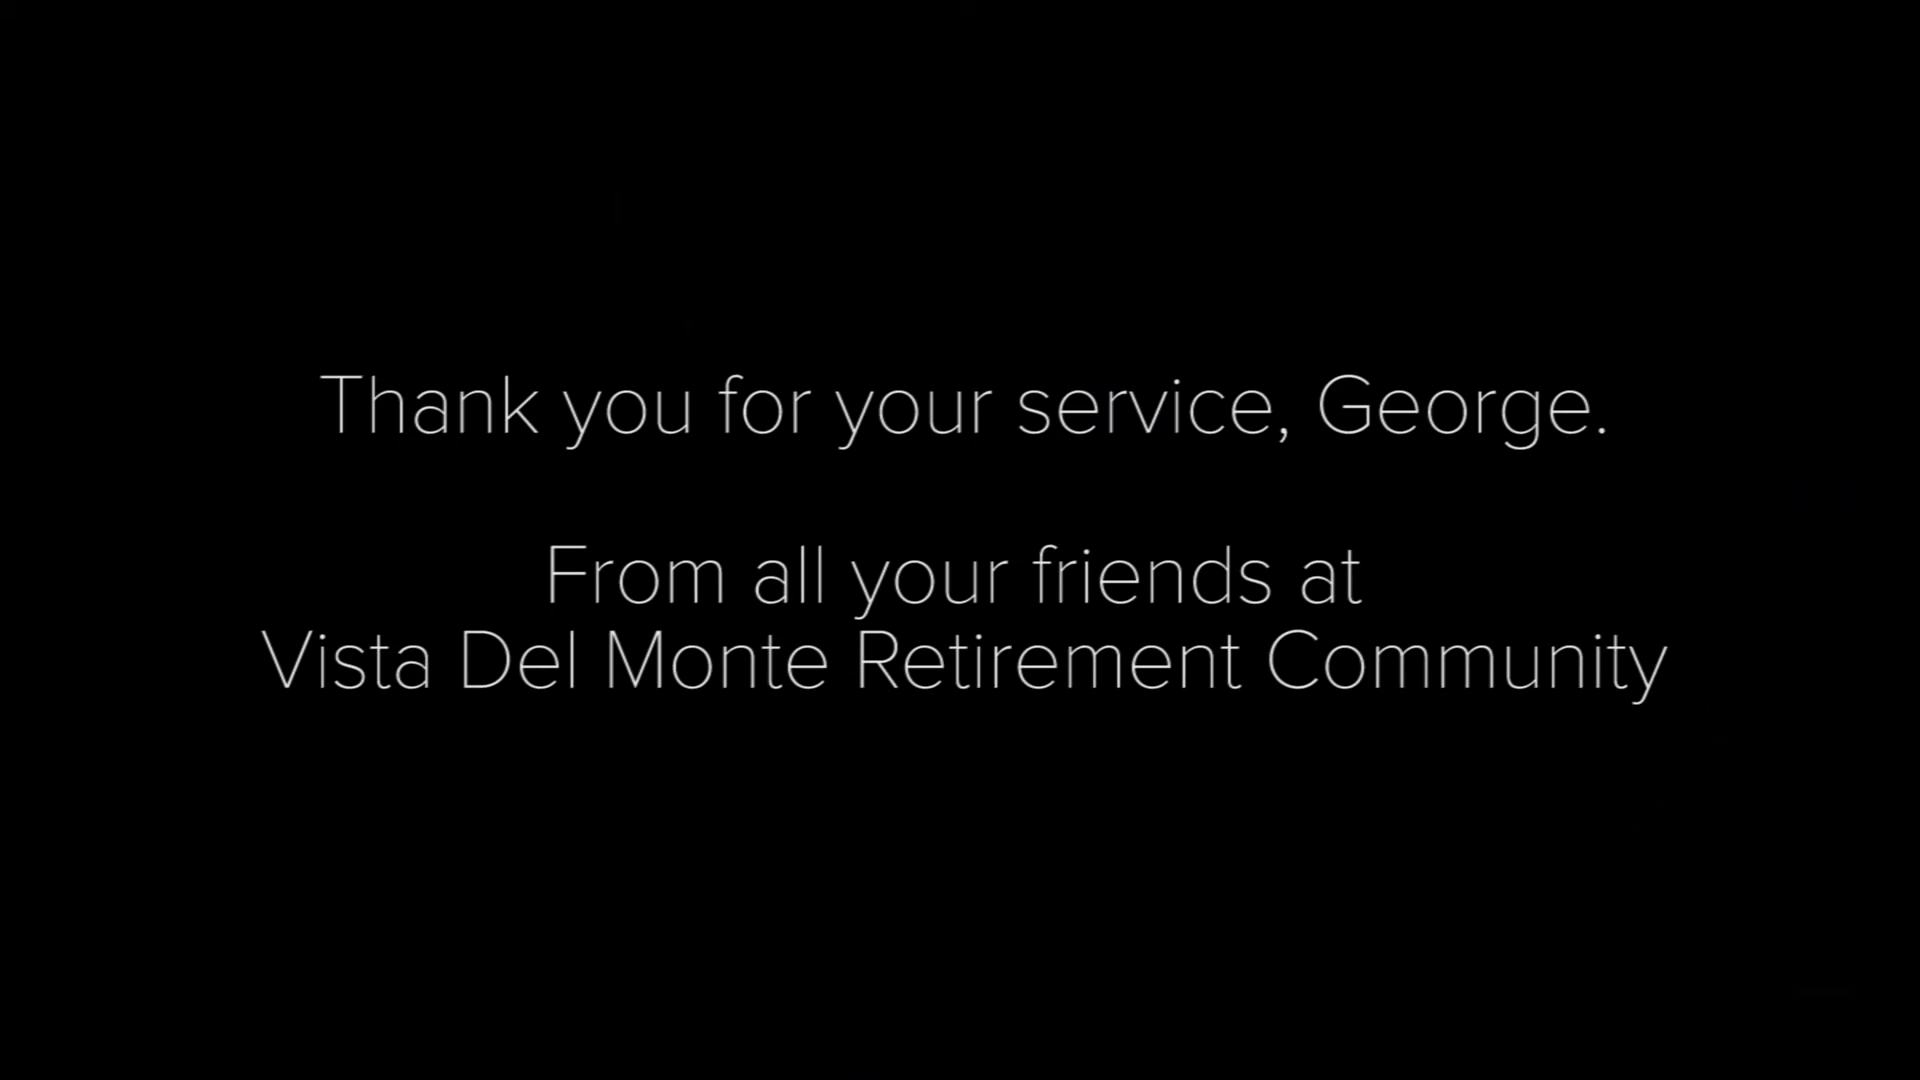 Thank you for your service, George.
From all your friends at
Vista Del Monte Retirement Community